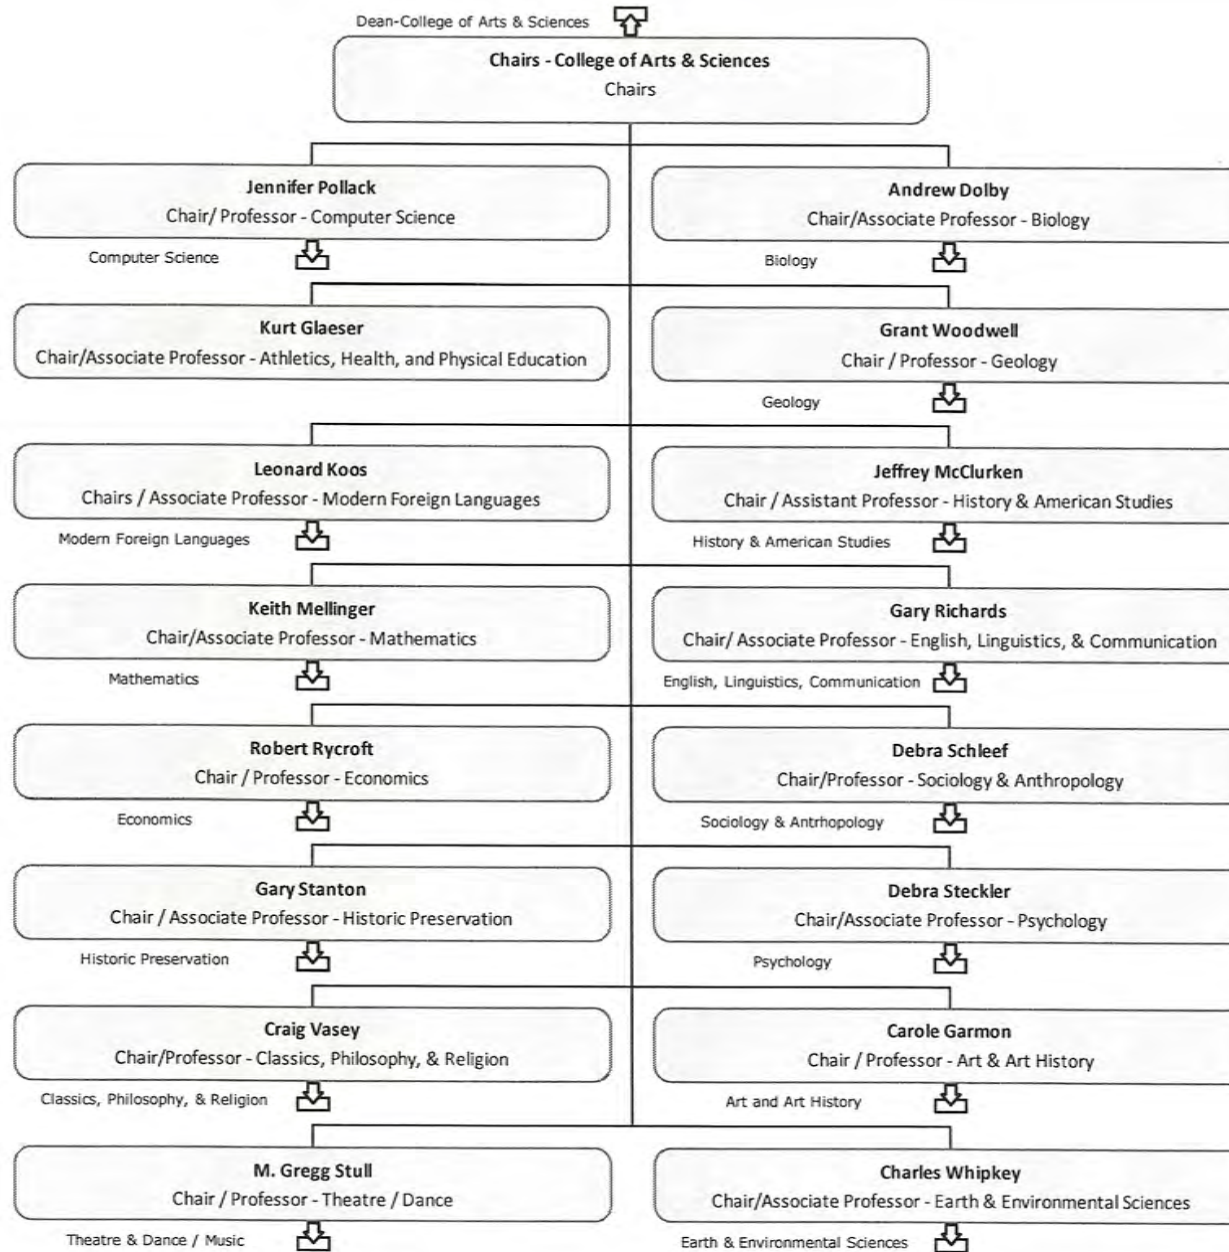 Dean-College of Arts & Sciences
Chairs - College of Arts & Sciences
Chairs
Jennifer Pollack
Chair/ Professor - Computer Science
Computer Science
Andrew Dolby
Chair/Associate Professor - Biology
Biology
Kurt Glaeser
Chair/Associate Professor - Athletics, Health, and Physical Education
Grant Woodwell
Chair / Professor - Geology
Geology
Leonard Koos
Chairs / Associate Professor - Modern Foreign Languages
Modern Foreign Languages
Jeffrey McClurken
Chair / Assistant Professor - History & American Studies
History & American Studies
Keith Mellinger
Chair/Associate Professor - Mathematics
Mathematics
Gary Richards
Chair/ Associate Professor - English, Linguistics, & Communication
English, Linguistics, Communication
Robert Rycroft
Chair / Professor - Economics
Economics
Debra Schleef
Chair/Professor - Sociology & Anthropology
Sociology & Antrhopology
Gary Stanton
Chair / Associate Professor - Historic Preservation
Historic Preservation
Debra Steckler
Chair/Associate Professor - Psychology
Psychology
Craig Vasey
Chair/Professor - Classics, Philosophy, & Religion
Classics, Philosophy, & Religion
Carole Garmon
Chair / Professor - Art & Art History
Art and Art History
M. Gregg Stull
Chair / Professor - Theatre / Dance
Theatre & Dance / Music
Charles Whipkey
Chair/Associate Professor - Earth & Environmental Sciences
Earth & Environmental Sciences